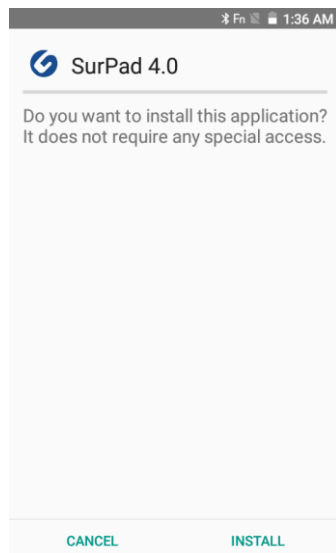 Fn 1:36 AM
SurPad 4.0
Do you want to install this application?
It does not require any special access.
CANCEL INSTALL